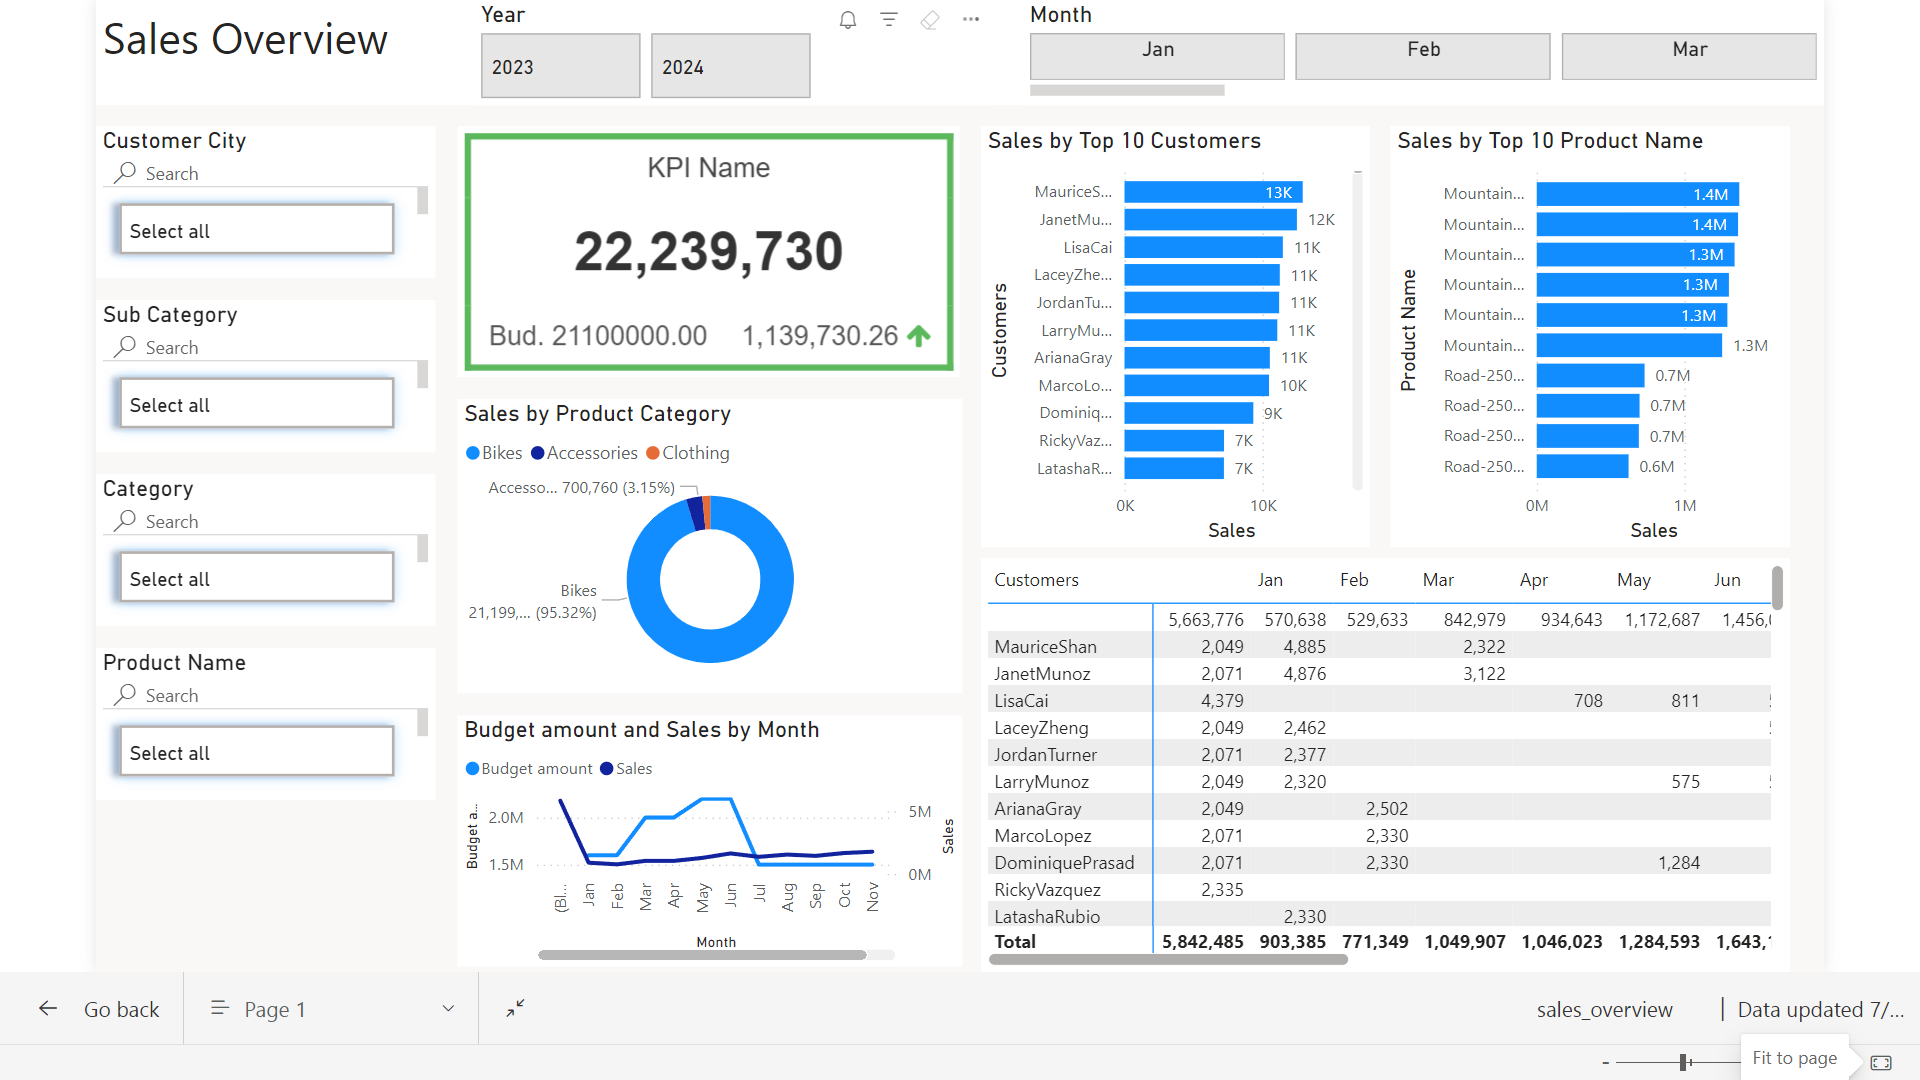 Sales Overview
Year
2023
2024
Month
Jan
Feb
Mar
Customer City
Search
Select all
Sub Category
Search
Select all
Category
Search
Select all
Product Name
Search
Select all
KPI Name
22,239,730
Bud. 21100000.00 1,139,730.26
Sales by Product Category
Bikes Accessories Clothing
Accesso... 700,760 (3.15%)
Bikes
21,199,... (95.32%)
Budget amount and Sales by Month
Budget amount Sales
Budget a...
2.0M
1.5M
5M
0M
Sales
(Bl... Jan Feb Mar Apr May Jun Jul Aug Sep Oct Nov
Month
Sales by Top 10 Customers
Customers
MauriceS... 13K
JanetMu... 12K
LisaCai 11K
LaceyZhe... 11K
JordanTu... 11K
LarryMu... 11K
ArianaGray 11K
MarcoLo... 10K
Dominiq... 9K
RickyVaz... 7K
LatashaR... 7K
0K 10K
Sales
Sales by Top 10 Product Name
Product Name
Mountain... 1.4M
Mountain... 1.4M
Mountain... 1.3M
Mountain... 1.3M
Mountain... 1.3M
Mountain... 1.3M
Road-250... 0.7M
Road-250... 0.7M
Road-250... 0.7M
Road-250... 0.6M
0M 1M
Sales
Customers Jan Feb Mar Apr May Jun
5,663,776 570,638 529,633 842,979 934,643 1,172,687 1,456,
MauriceShan 2,049 4,885 2,322
JanetMunoz 2,071 4,876 3,122
LisaCai 4,379 708 811
LaceyZheng 2,049 2,462
JordanTurner 2,071 2,377
LarryMunoz 2,049 2,320 575
ArianaGray 2,049 2,502
MarcoLopez 2,071 2,330
DominiquePrasad 2,071 2,330 1,284
RickyVazquez 2,335
LatashaRubio 2,330
Total 5,842,485 903,385 771,349 1,049,907 1,046,023 1,284,593 1,643,
Go back
Page 1
sales_overview | Data updated 7/...
Fit to page